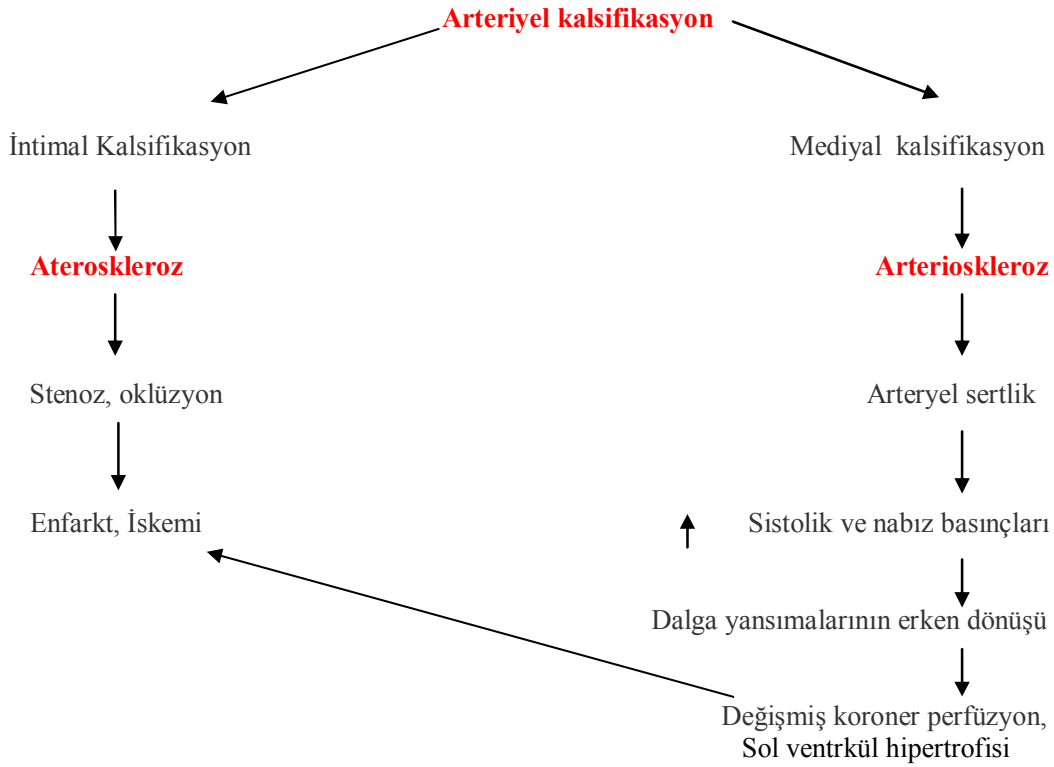 Arteriyel kalsifikasyon
İntimal Kalsifikasyon
Mediyal kalsifikasyon
Ateroskleroz
Arterioskleroz
Stenoz, oklüzyon
Arteryel sertlik
Enfarkt, İskemi
Sistolik ve nabız basınçları
Dalga yansımalarının erken dönüşü
Değişmiş koroner perfüzyon,
Sol ventrkül hipertrofisi